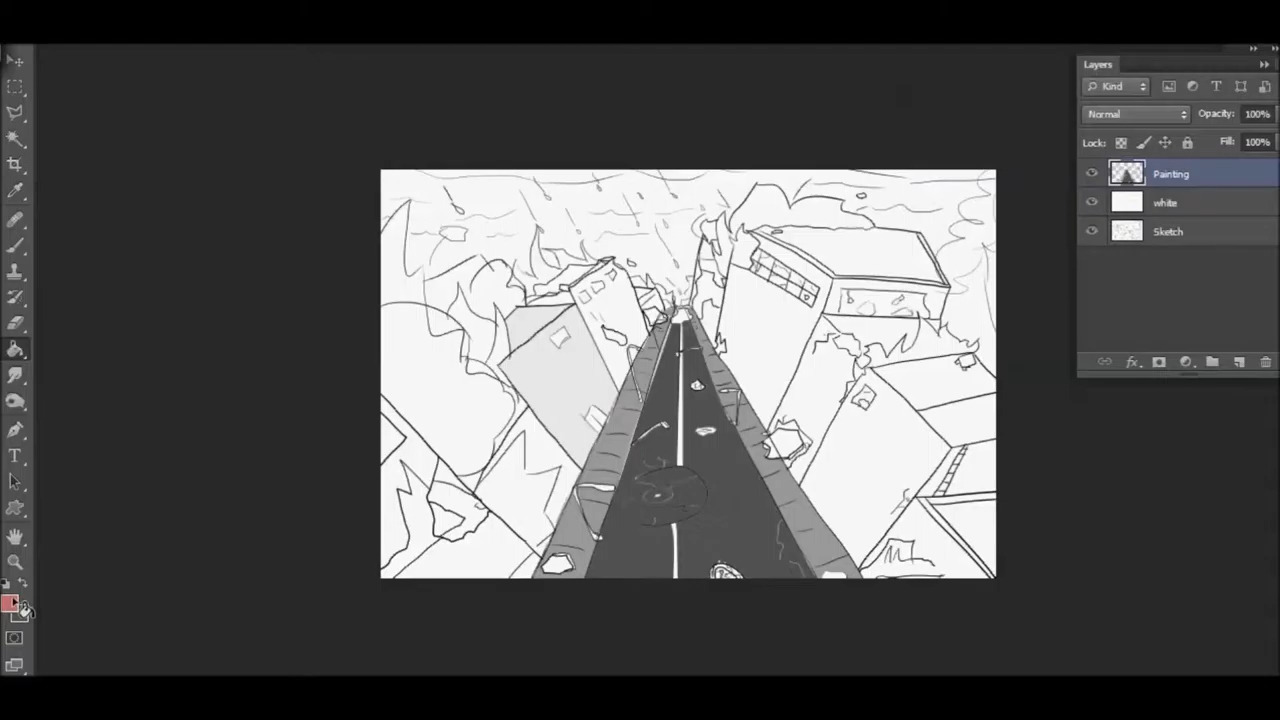 Layers
Kind
Normal Opacity: 100%
Lock: Fill: 100%
Painting
white
Sketch